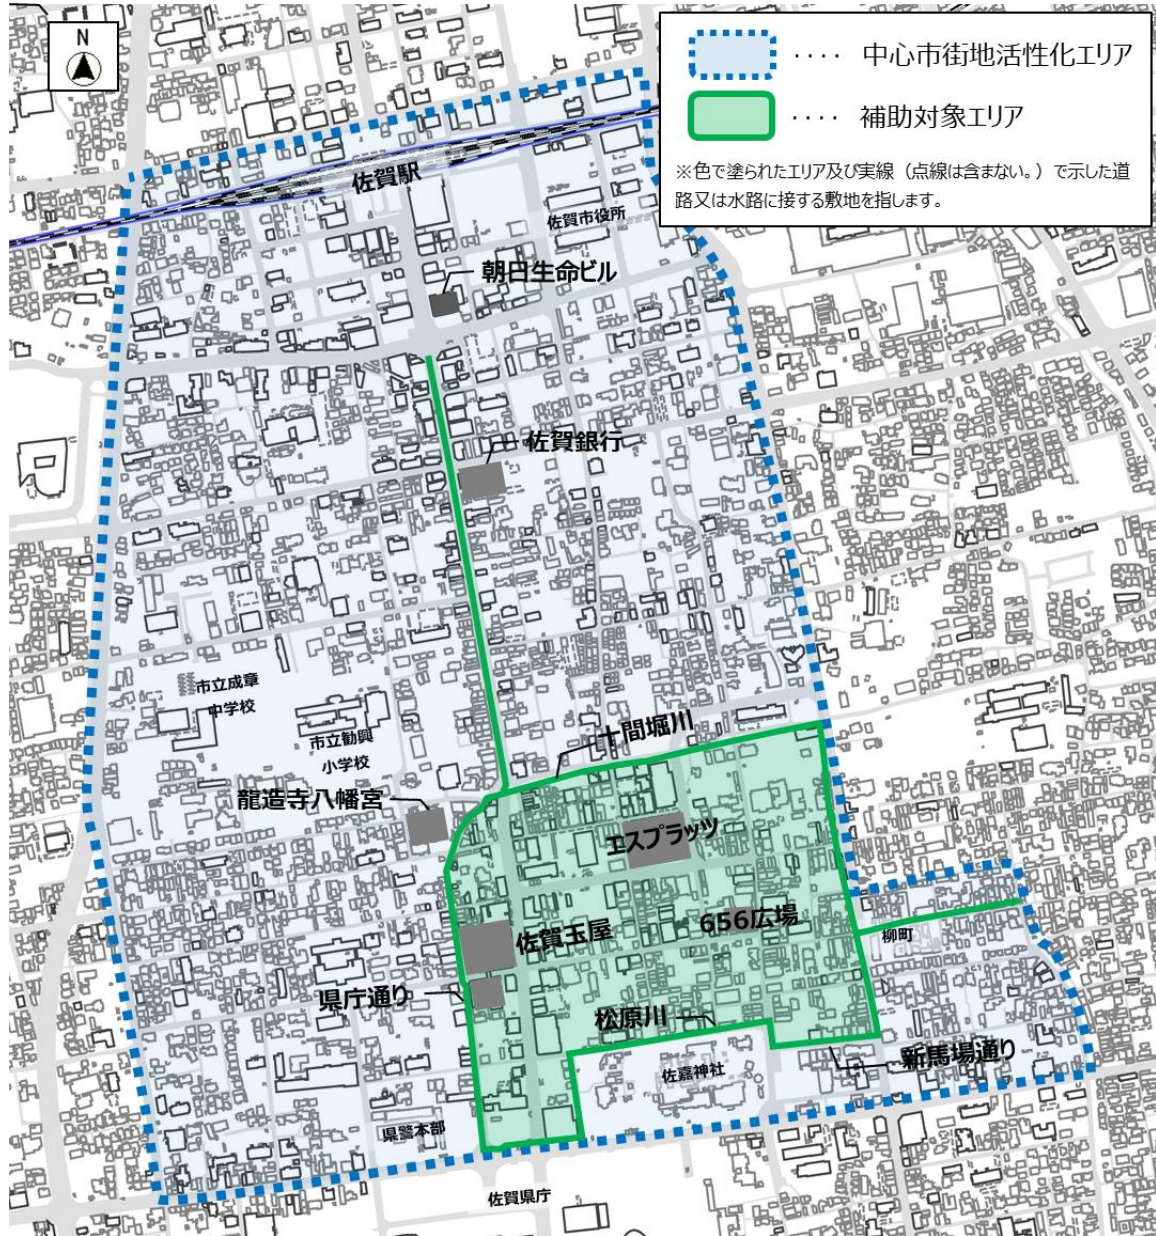 N
････ 中心市街地活性化エリア
････ 補助対象エリア
※色で塗られたエリア及び実線（点線は含まない。）で示した道
路又は水路に接する敷地を指します。
佐賀駅
佐賀市役所
朝日生命ビル
佐賀銀行
市立成章
中学校
市立勧興
小学校
十間堀川
龍造寺八幡宮
エスプラッツ
656広場
佐賀玉屋
柳町
県庁通り
松原川
新馬場通り
佐嘉神社
県警本部
佐賀県庁